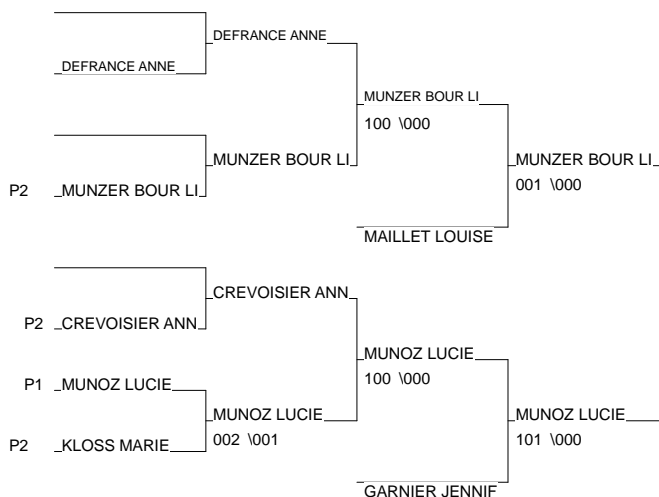 DEFRANCE ANNE
DEFRANCE ANNE
MUNZER BOUR LI
100 \000
MUNZER BOUR LI
MUNZER BOUR LI
001 \000
P2 MUNZER BOUR LI
MAILLET LOUISE
CREVOISIER ANN
P2 CREVOISIER ANN
MUNOZ LUCIE
100 \000
P1 MUNOZ LUCIE
MUNOZ LUCIE
002 \001
MUNOZ LUCIE
101 \000
P2 KLOSS MARIE
GARNIER JENNIF